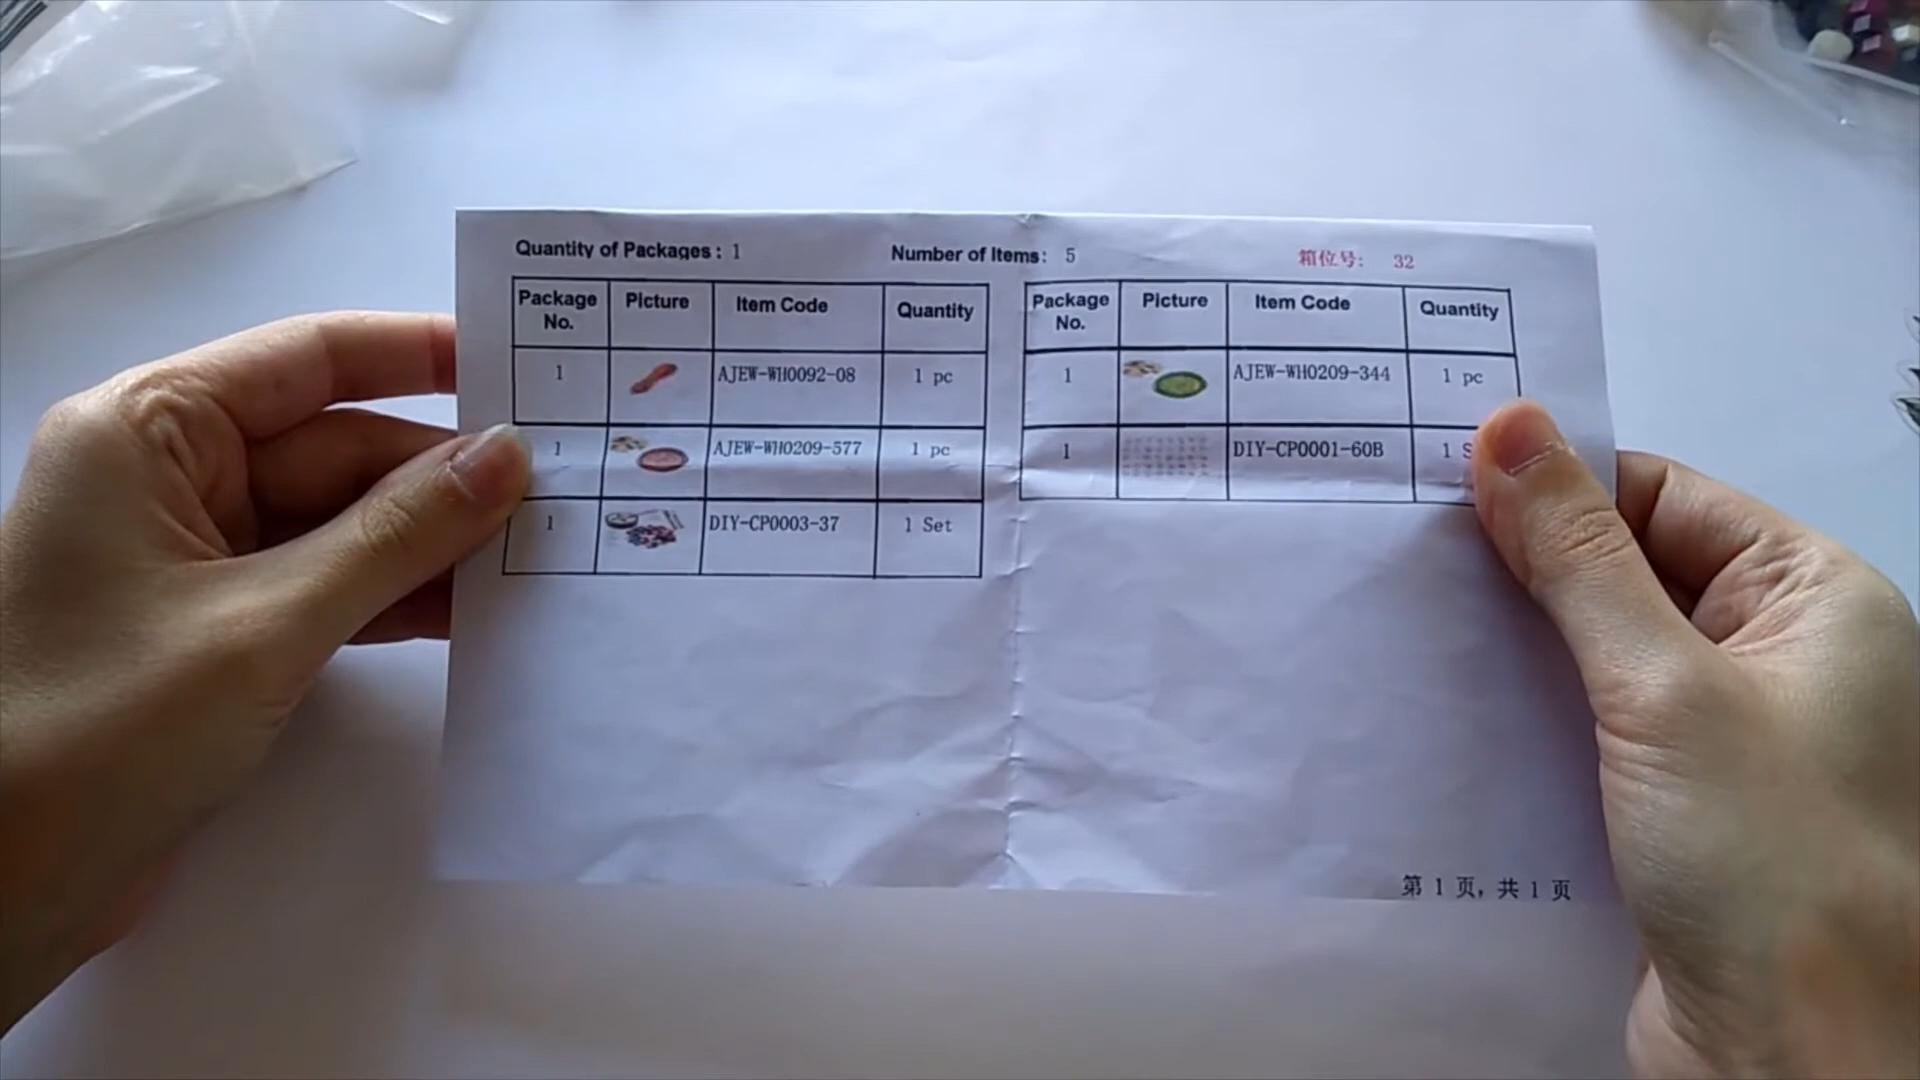 Quantity of Packages: 1 Number of Items: 5 箱位号: 32
Package No. Picture Item Code Quantity
1 AJEW-WH0092-08 1 pc
1 AJEW-WH0209-577 1 pc
1 DIY-CP0003-37 1 Set
Package No. Picture Item Code Quantity
1 AJEW-WH0209-344 1 pc
1 DIY-CP0001-60B 1
第 1 页, 共 1 页